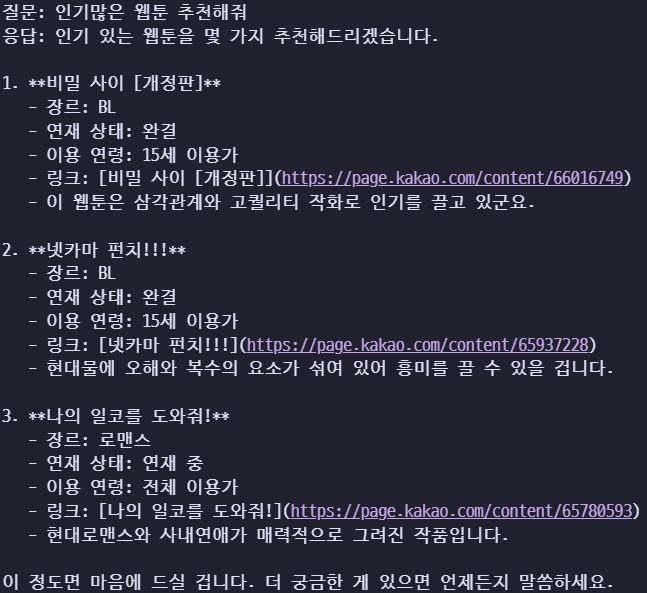 질문: 인기많은 웹툰 추천해줘
응답: 인기 있는 웹툰을 몇 가지 추천해드리겠습니다.
1. **비밀 사이 [개정판]**
- 장르: BL
- 연재 상태: 완결
- 이용 연령: 15세 이용가
- 링크: [비밀 사이 [개정판]](https://page.kakao.com/content/66016749)
- 이 웹툰은 삼각관계와 고퀄리티 작화로 인기를 끌고 있군요.
2. **넷카마 펀치!!!**
- 장르: BL
- 연재 상태: 완결
- 이용 연령: 15세 이용가
- 링크: [넷카마 펀치!!!](https://page.kakao.com/content/65937228)
- 현대물에 오해와 복수의 요소가 섞여 있어 흥미를 끌 수 있을 겁니다.
3. **나의 일코를 도와줘!**
- 장르: 로맨스
- 연재 상태: 연재 중
- 이용 연령: 전체 이용가
- 링크: [나의 일코를 도와줘!](https://page.kakao.com/content/65780593)
- 현대로맨스와 사내연애가 매력적으로 그려진 작품입니다.
이 정도면 마음에 드실 겁니다. 더 궁금한 게 있으면 언제든지 말씀하세요.